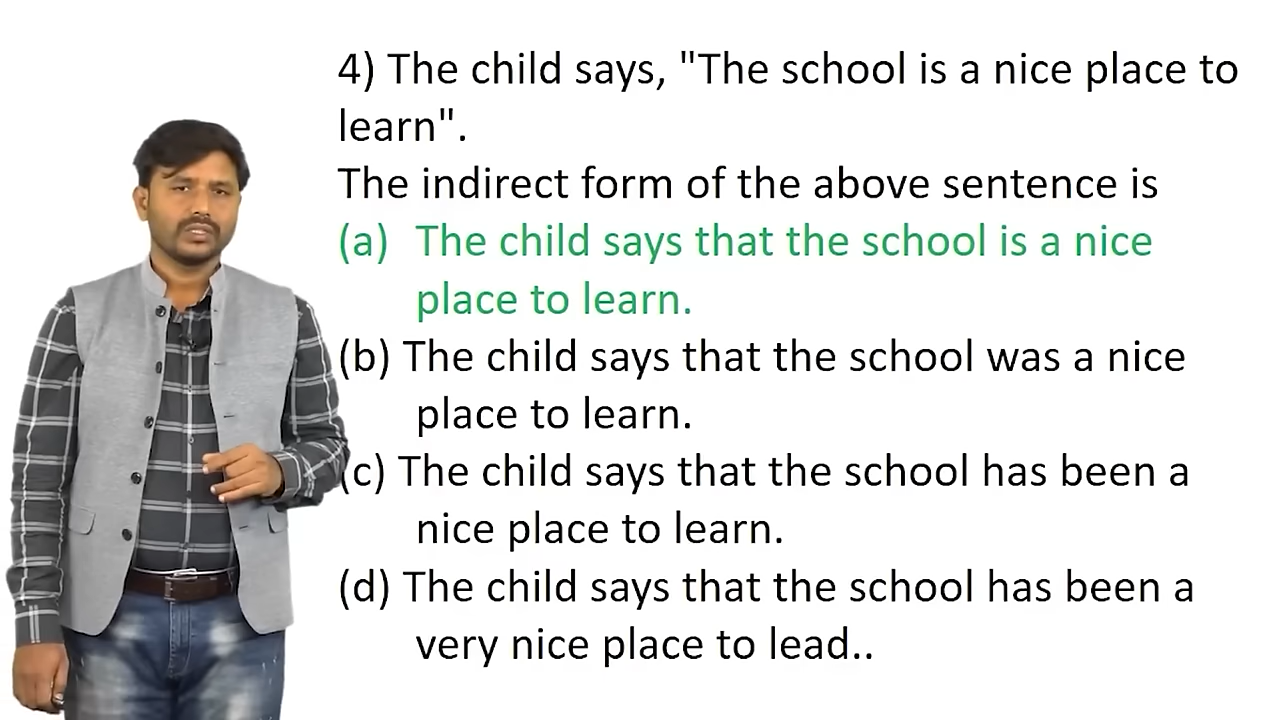 4) The child says, "The school is a nice place to
learn".
The indirect form of the above sentence is
(a) The child says that the school is a nice
place to learn.
(b) The child says that the school was a nice
place to learn.
(c) The child says that the school has been a
nice place to learn.
(d) The child says that the school has been a
very nice place to lead..